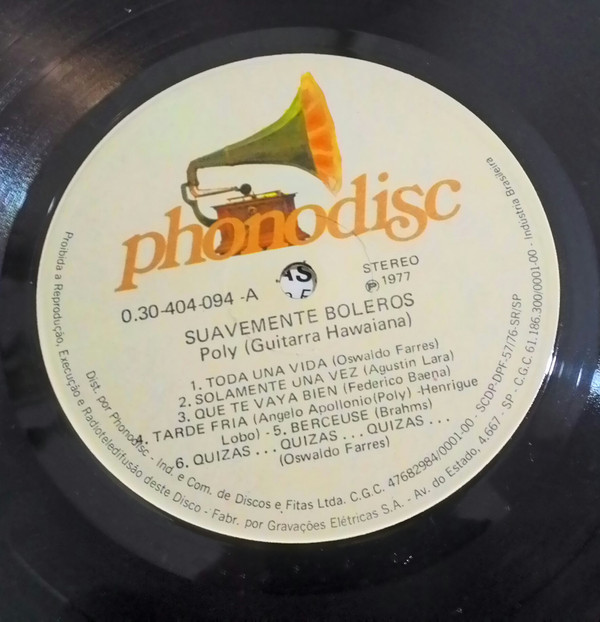 phonodisc
STEREO
0.30-404-094 -A
Ⓟ 1977
SUAVEMENTE BOLEROS
Poly (Guitarra Hawaiana)
1. TODA UNA VIDA (Oswaldo Farres)
2. SOLAMENTE UNA VEZ (Agustin Lara)
3. QUE TE VAYA BIEN (Federico Baena)
4. TARDE FRIA (Angelo Apollonio(Poly) -Henrique
Lobo) - 5. BERCEUSE (Brahms)
6. QUIZAS . . . QUIZAS . . . QUIZAS . . .
(Oswaldo Farres)
Dist. por Phonodisc - Ind. e Com. de Discos e Fitas Ltda. C.G.C. 47682984/0001-00 - SCDP-DPF-57/76-SR/SP
Proibida a Reprodução, Execução e Radioteledifusão deste Disco - Fabr. por Gravações Elétricas S.A. - Av. do Estado, 4.667 - SP - C.G.C. 61.186.300/0001-00 - Indústria Brasileira